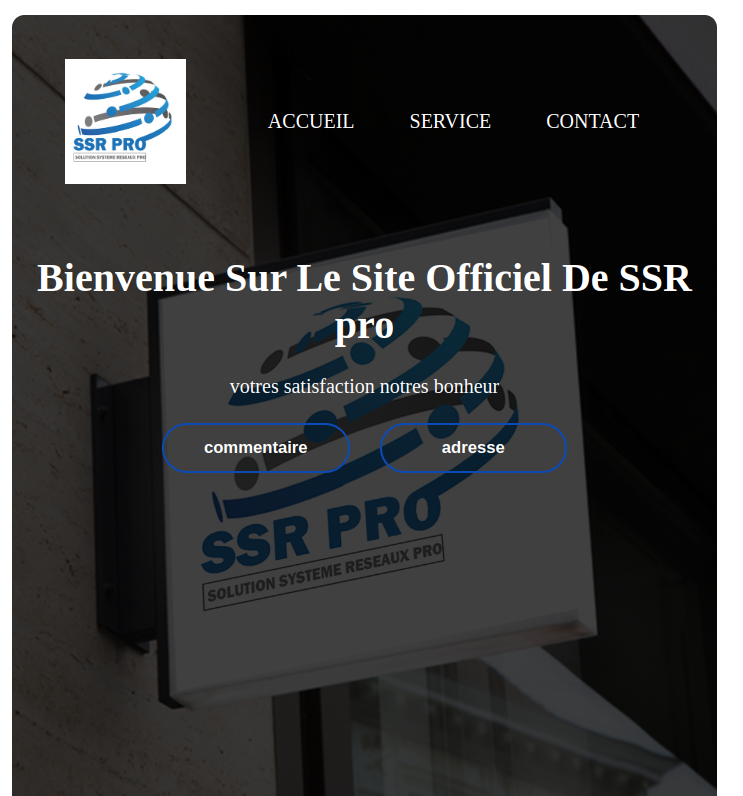 SSR PRO
SOLUTION SYSTEME RESEAUX PRO
ACCUEIL SERVICE CONTACT
Bienvenue Sur Le Site Officiel De SSR
pro
votres satisfaction notres bonheur
commentaire adresse
SSR PRO
SOLUTION SYSTEME RESEAUX PRO